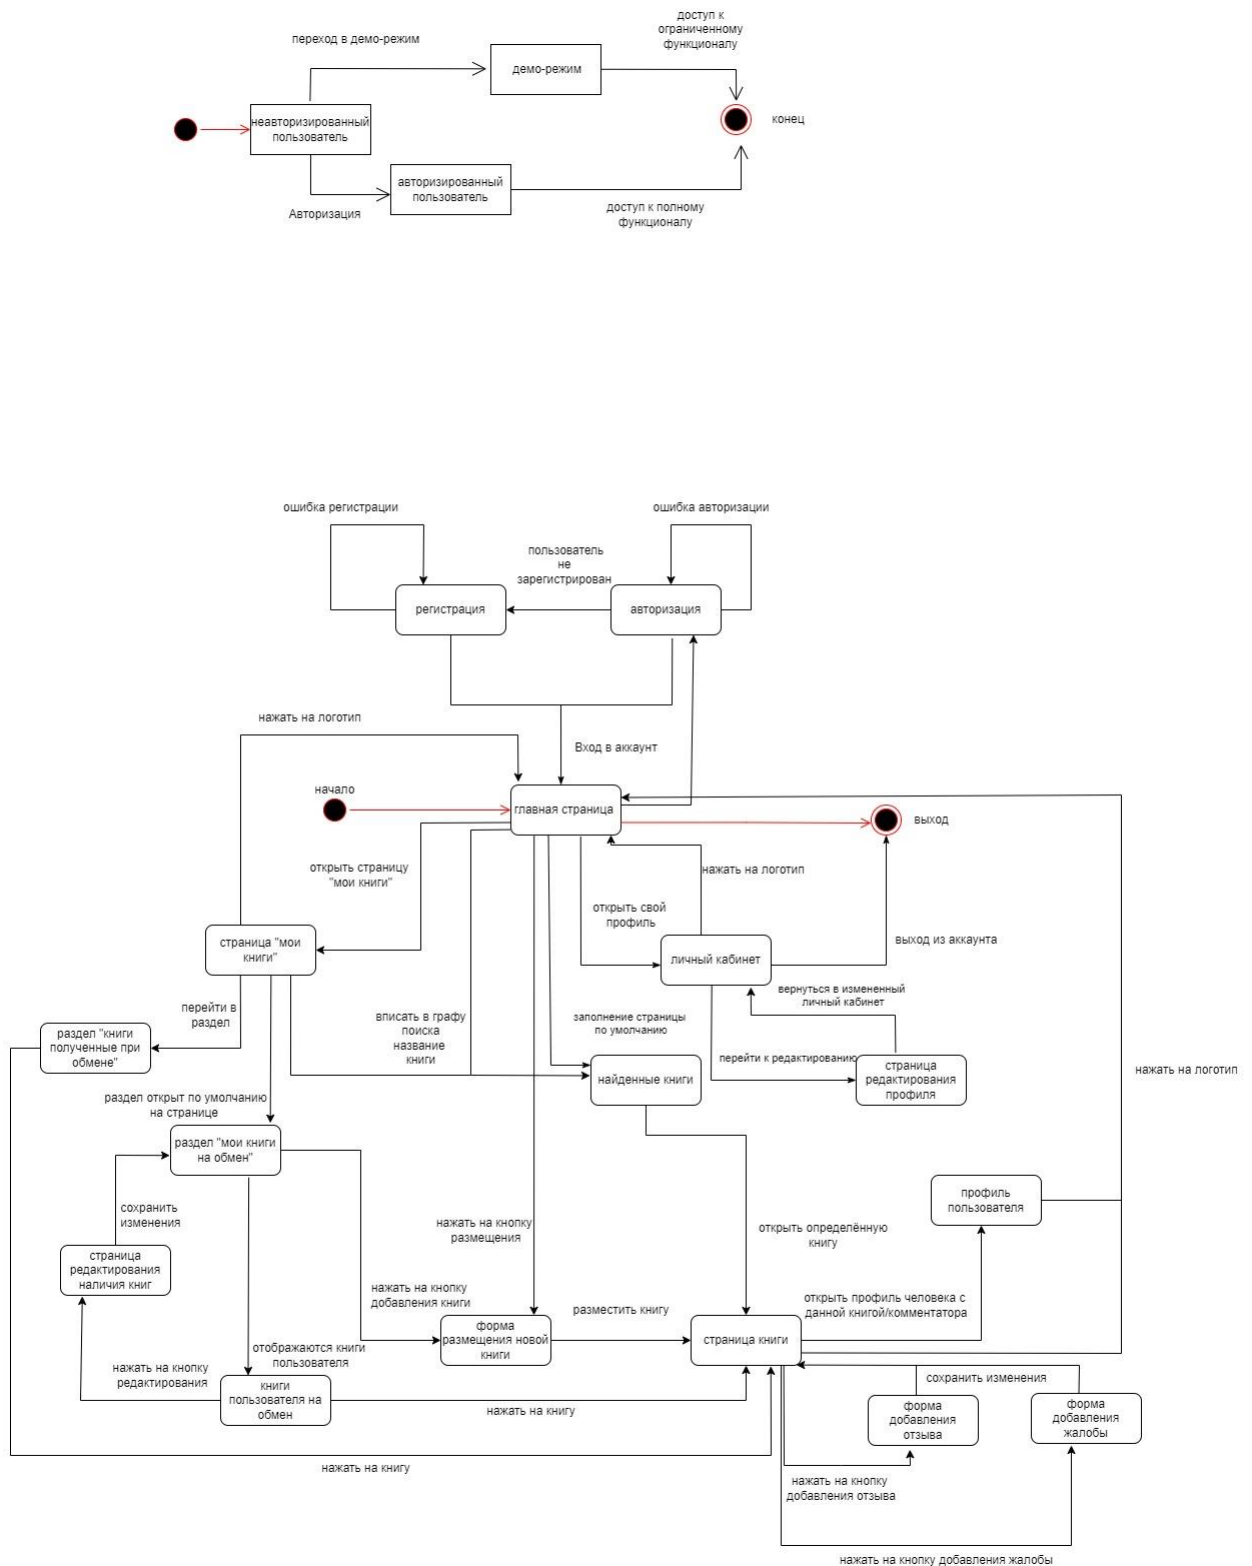 доступ к
ограниченному
функционалу
переход в демо-режим
демо-режим
конец
неавторизированный
пользователь
авторизированный
пользователь
Авторизация
доступ к полному
функционалу
ошибка регистрации
ошибка авторизации
пользователь
не
зарегистрирован
регистрация
авторизация
нажать на логотип
Вход в аккаунт
начало
главная страница
выход
открыть страницу
"мои книги"
нажать на логотип
открыть свой
профиль
страница "мои
книги"
личный кабинет
выход из аккаунта
вернуться в измененный
личный кабинет
перейти в
раздел
вписать в графу
поиска
название
книги
заполнение страницы
по умолчанию
раздел "книги
полученные при
обмене"
перейти к редактированию
страница
редактирования
профиля
найденные книги
нажать на логотип
раздел открыт по умолчанию
на странице
раздел "мои книги
на обмен"
сохранить
изменения
профиль
пользователя
нажать на кнопку
размещения
открыть определённую
книгу
страница
редактирования
наличия книг
нажать на кнопку
добавления книги
разместить книгу
открыть профиль человека с
данной книгой/комментатора
форма
размещения новой
книги
страница книги
отображаются книги
пользователя
нажать на кнопку
редактирования
сохранить изменения
книги
пользователя на
обмен
нажать на книгу
форма
добавления
отзыва
форма
добавления
жалобы
нажать на книгу
нажать на кнопку
добавления отзыва
нажать на кнопку добавления жалобы